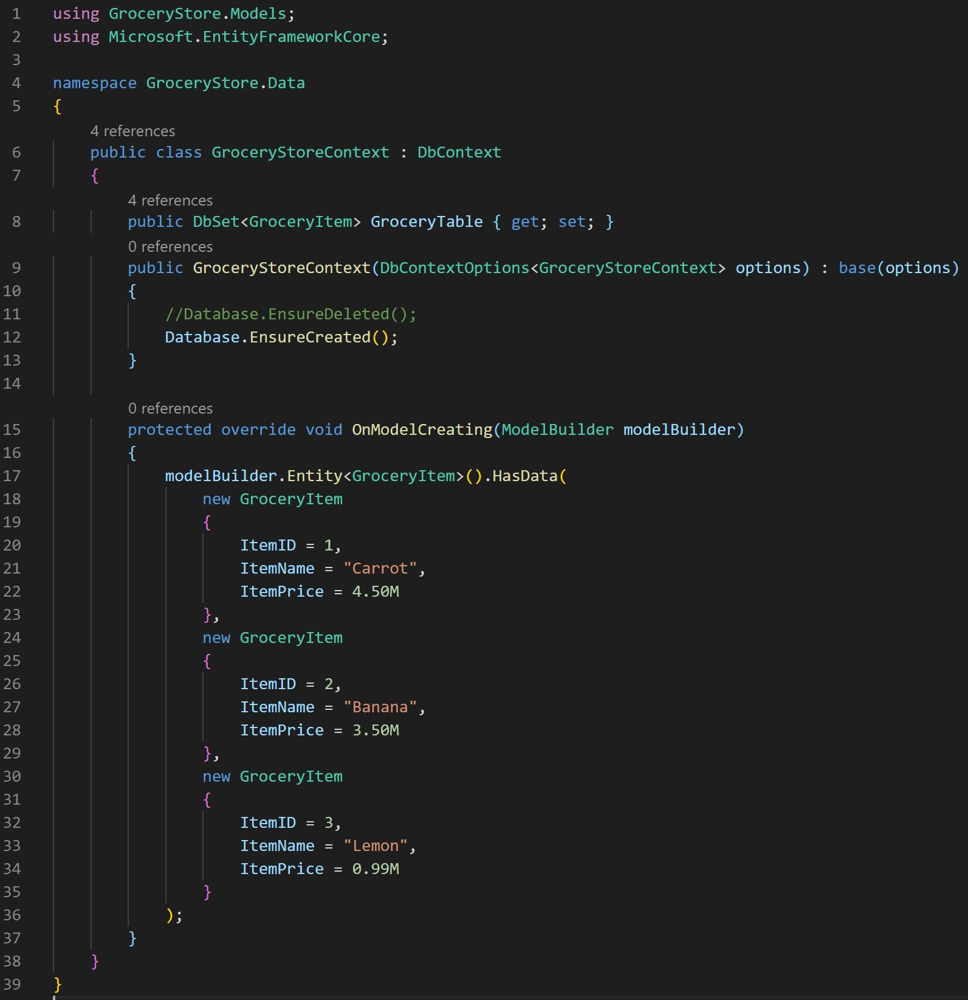 1 using GroceryStore.Models;
2 using Microsoft.EntityFrameworkCore;
3
4 namespace GroceryStore.Data
5 {
4 references
6 public class GroceryStoreContext : DbContext
7 {
4 references
8 public DbSet<GroceryItem> GroceryTable { get; set; }
0 references
9 public GroceryStoreContext(DbContextOptions<GroceryStoreContext> options) : base(options)
10 {
11 //Database.EnsureDeleted();
12 Database.EnsureCreated();
13 }
14
0 references
15 protected override void OnModelCreating(ModelBuilder modelBuilder)
16 {
17 modelBuilder.Entity<GroceryItem>().HasData(
18 new GroceryItem
19 {
20 ItemID = 1,
21 ItemName = "Carrot",
22 ItemPrice = 4.50M
23 },
24 new GroceryItem
25 {
26 ItemID = 2,
27 ItemName = "Banana",
28 ItemPrice = 3.50M
29 },
30 new GroceryItem
31 {
32 ItemID = 3,
33 ItemName = "Lemon",
34 ItemPrice = 0.99M
35 }
36 );
37 }
38 }
39 }